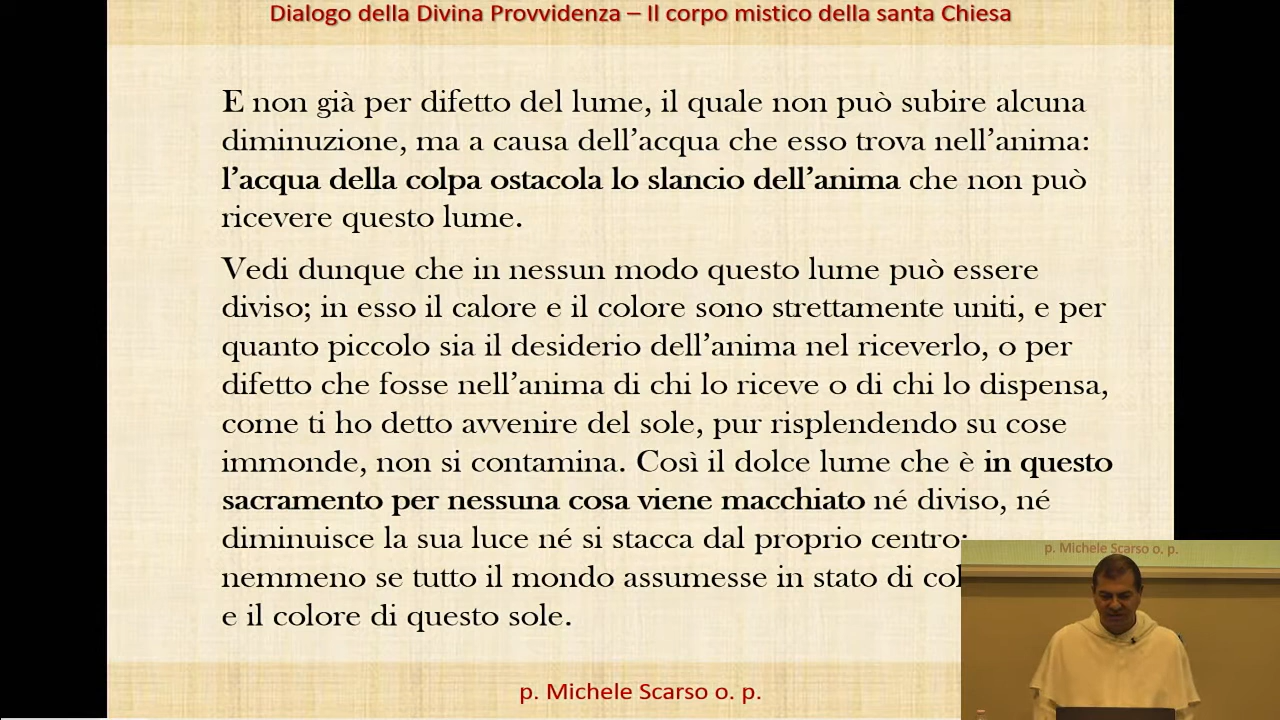 Dialogo della Divina Provvidenza – Il corpo mistico della santa Chiesa
E non già per difetto del lume, il quale non può subire alcuna
diminuzione, ma a causa dell’acqua che esso trova nell’anima:
l’acqua della colpa ostacola lo slancio dell’anima che non può
ricevere questo lume.
Vedi dunque che in nessun modo questo lume può essere
diviso; in esso il calore e il colore sono strettamente uniti, e per
quanto piccolo sia il desiderio dell’anima nel riceverlo, o per
difetto che fosse nell’anima di chi lo riceve o di chi lo dispensa,
come ti ho detto avvenire del sole, pur risplendendo su cose
immonde, non si contamina. Così il dolce lume che è in questo
sacramento per nessuna cosa viene macchiato né diviso, né
diminuisce la sua luce né si stacca dal proprio centro;
nemmeno se tutto il mondo assumesse in stato di
e il colore di questo sole.
p. Michele Scarso o. p.
p. Michele Scarso o. p.